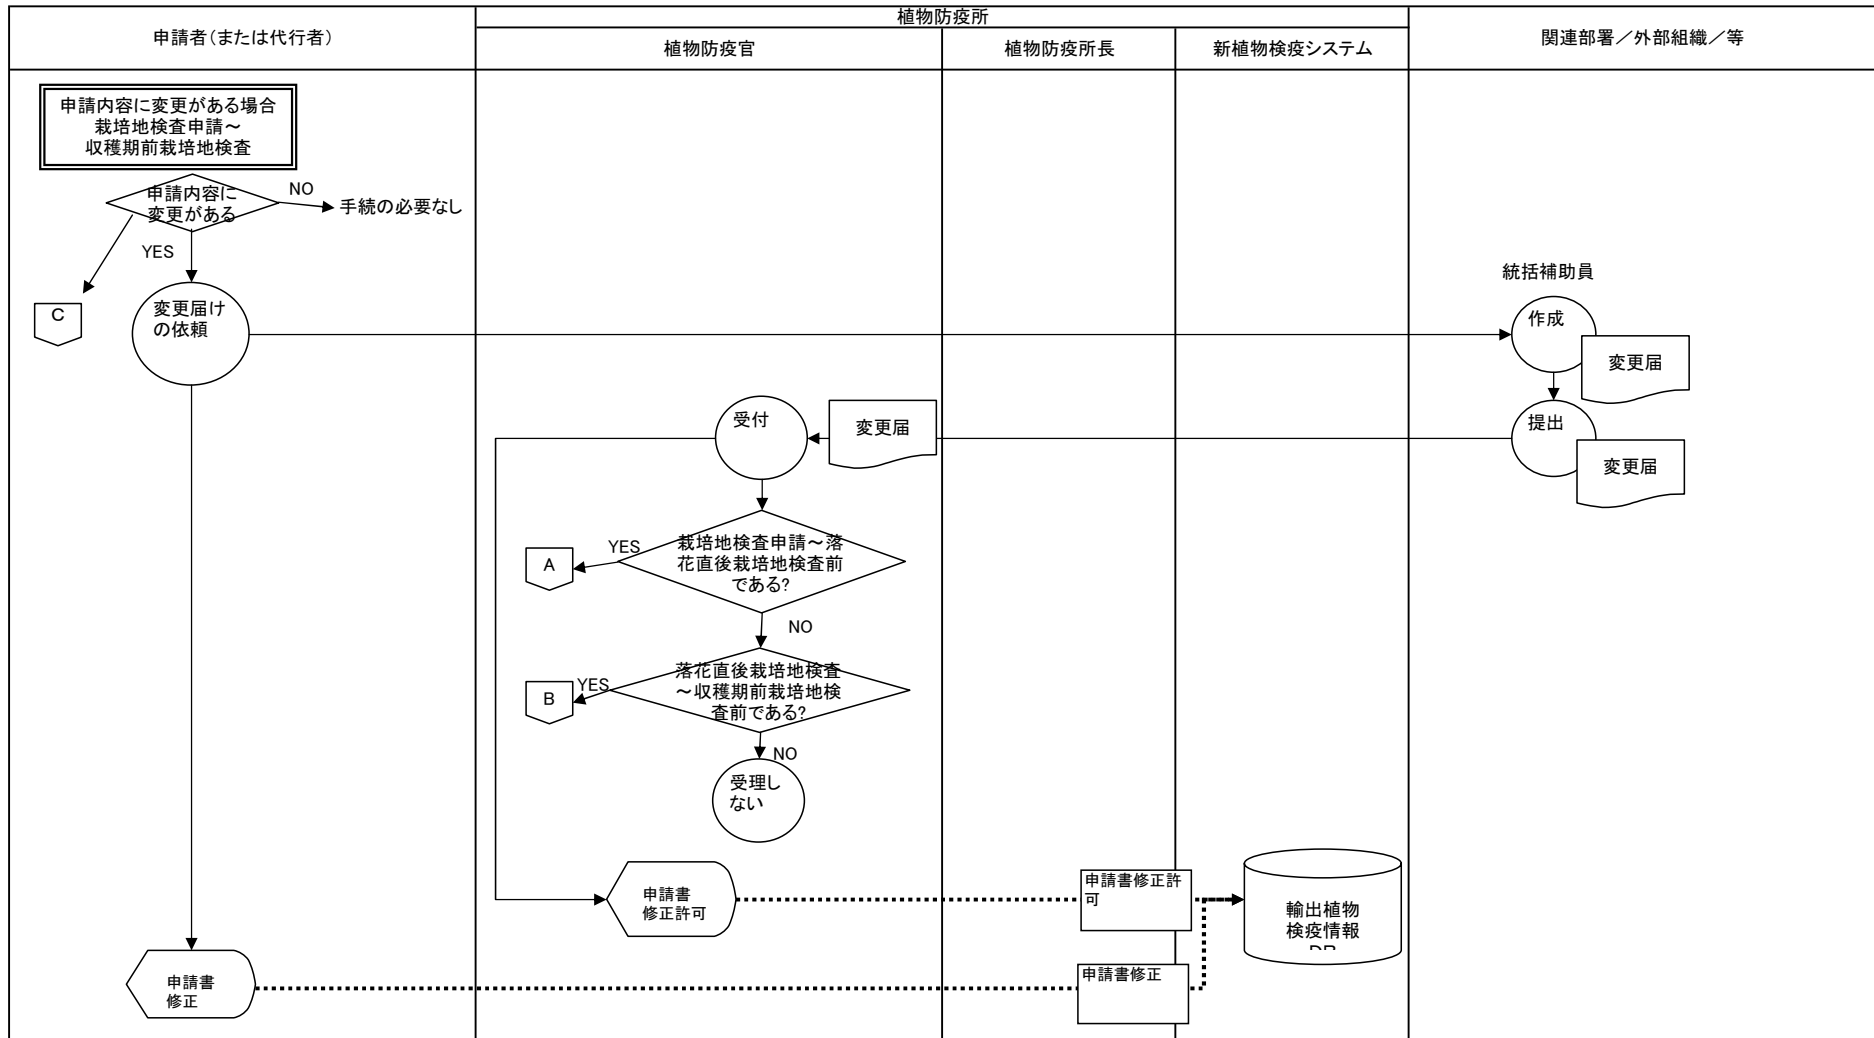 植物防疫所
申請者(または代行者)
植物防疫官
植物防疫所長
新植物検疫システム
関連部署/外部組織/等
申請内容に変更がある場合
栽培地検査申請~
収穫期前栽培地検査
申請内容に
変更がある
NO
手続の必要なし
YES
C
変更届け
の依頼
統括補助員
作成
変更届
受付
変更届
提出
変更届
栽培地検査申請~落
花直後栽培地検査前
である?
YES
A
NO
落花直後栽培地検査
~収穫期前栽培地検
査前である?
YES
B
NO
受理し
ない
申請書
修正許可
申請書修正許
可
輸出植物
検疫情報
申請書
修正
申請書修正